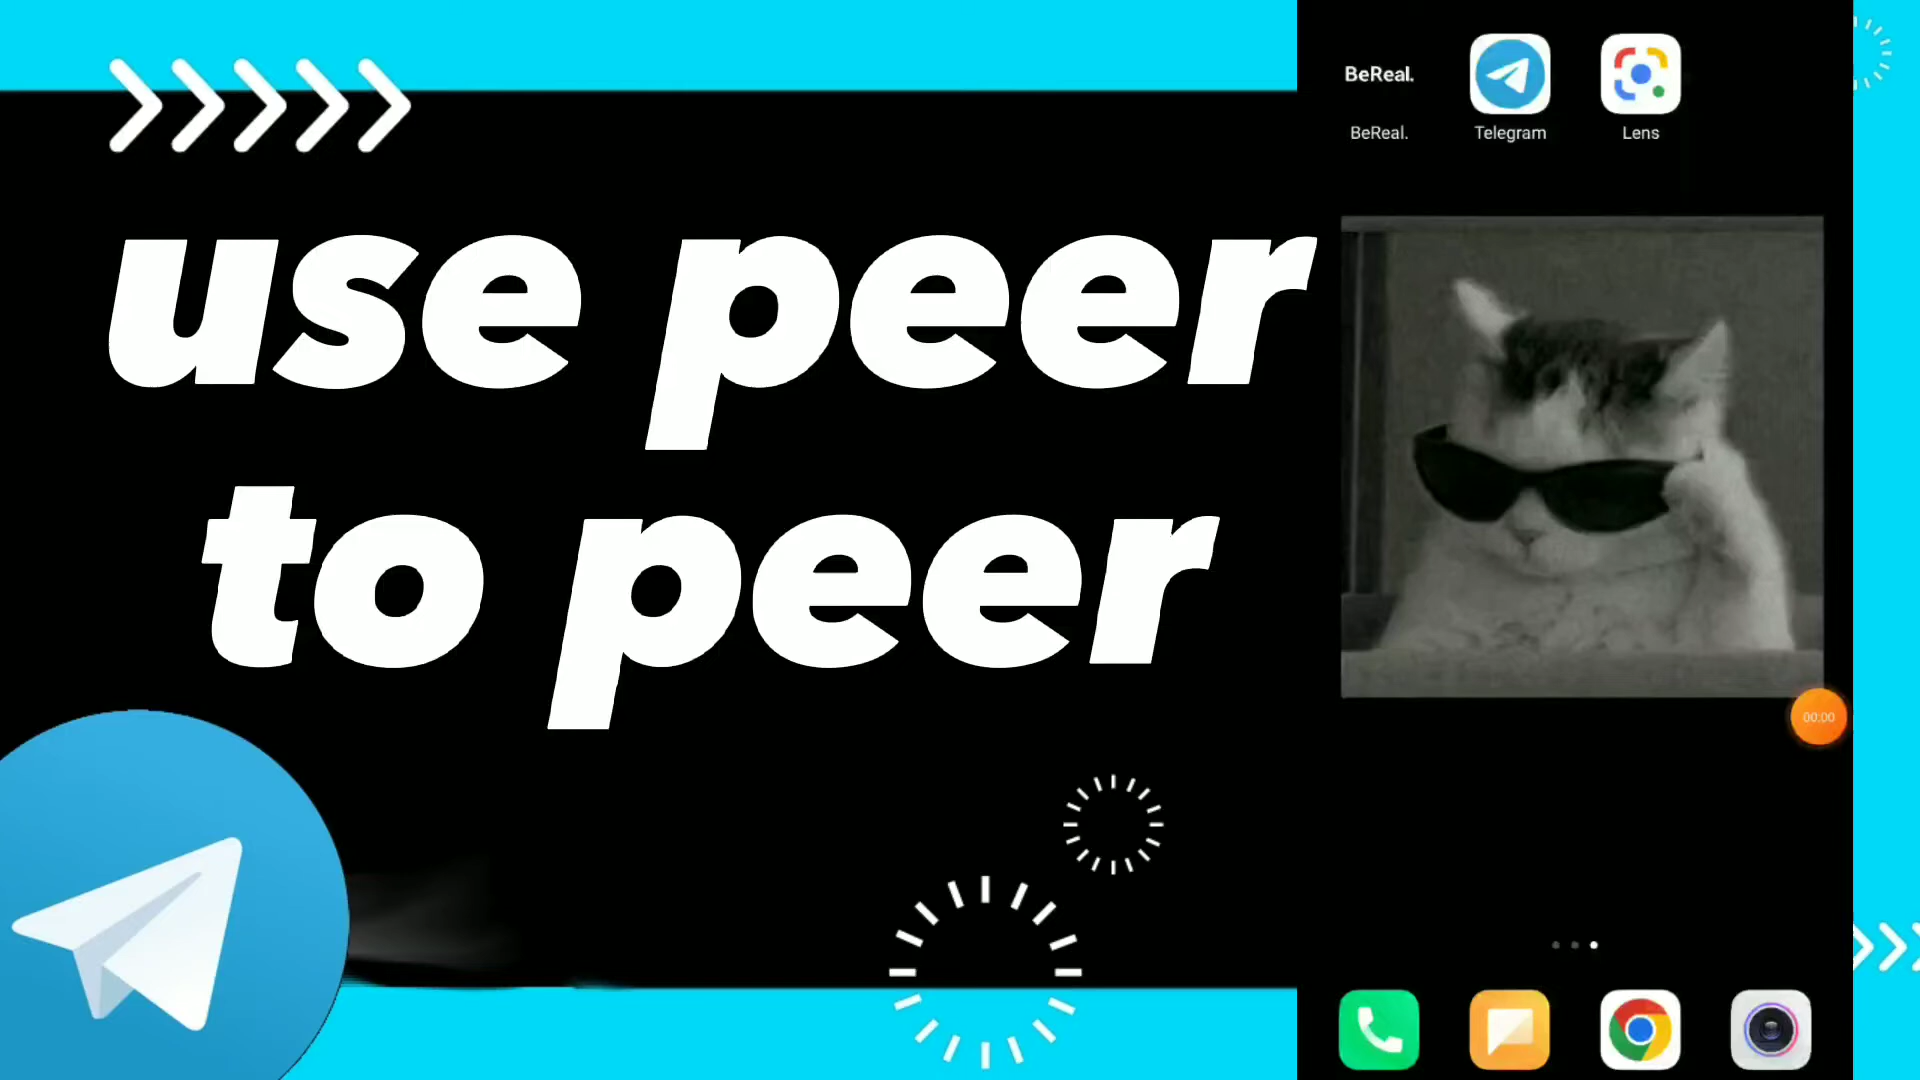 use peer
to peer
BeReal.
BeReal.
Telegram
Lens
00:00